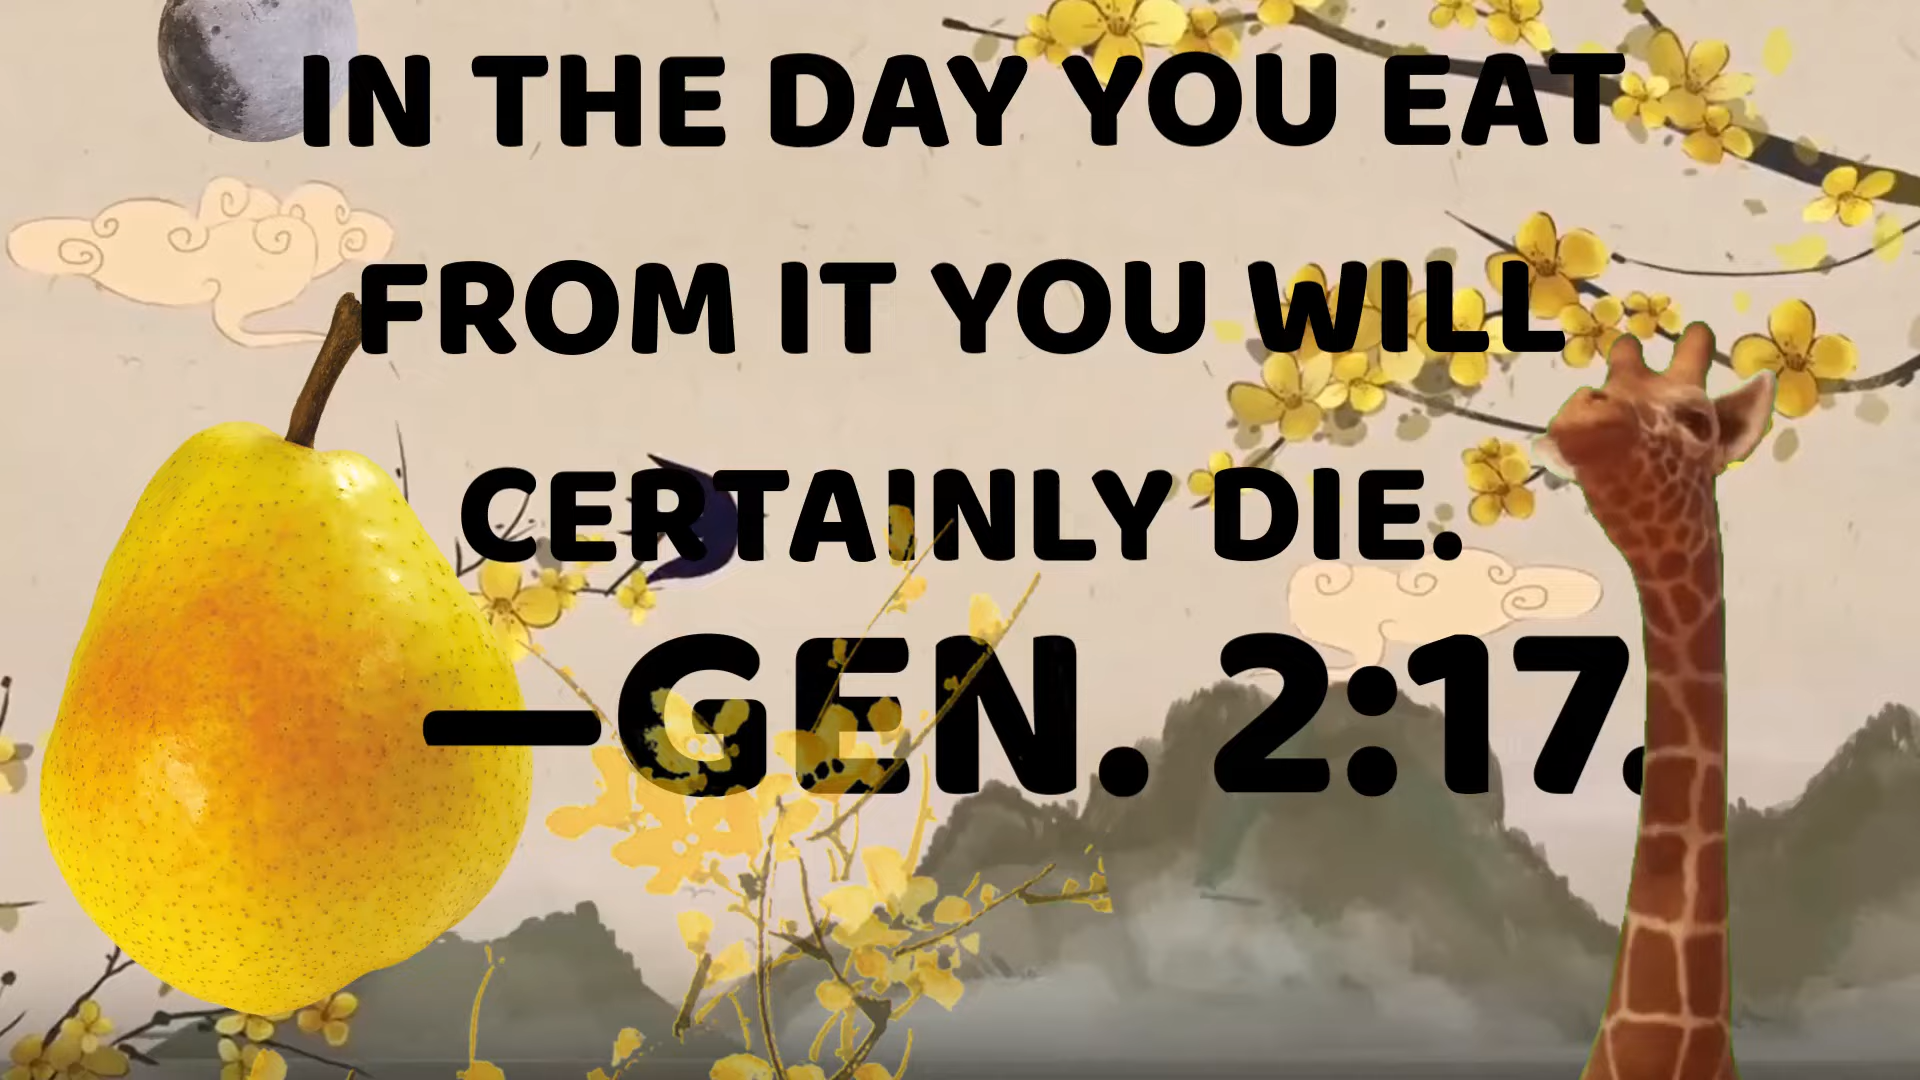 IN THE DAY YOU EAT
FROM IT YOU WILL
CERTAINLY DIE.
—GEN. 2:17.